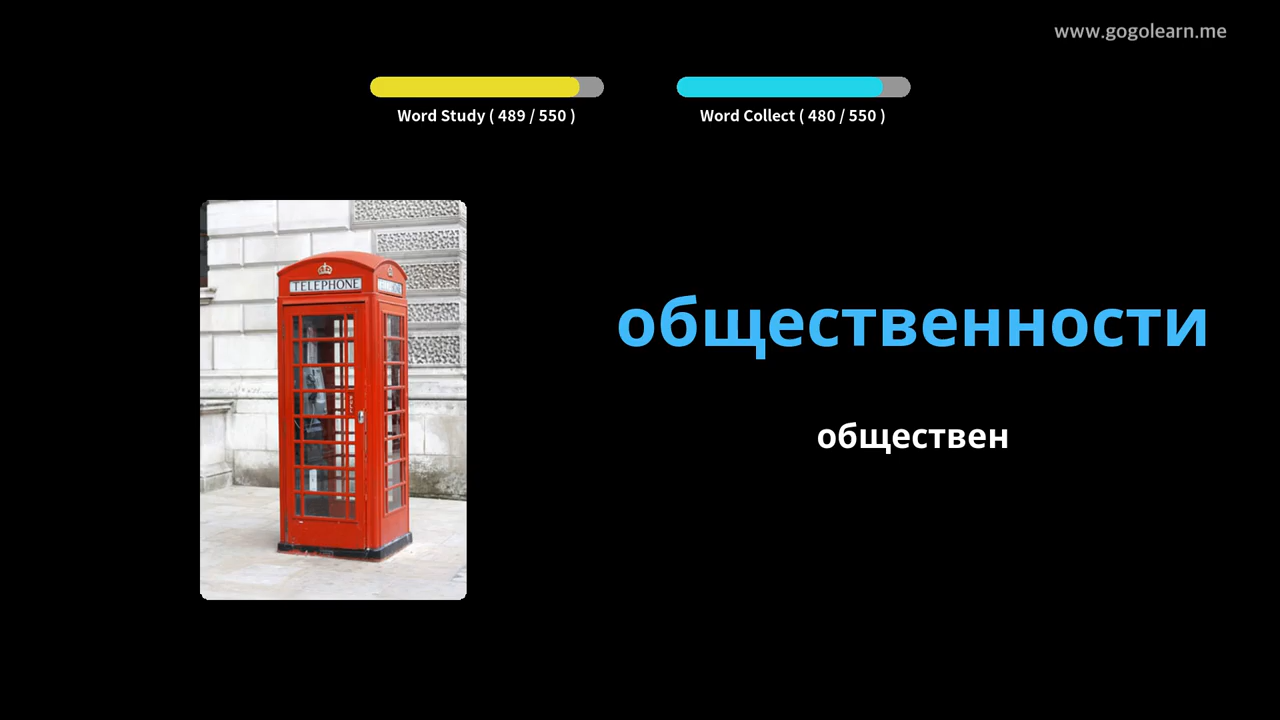 www.gogolearn.me
Word Study ( 489 / 550 )
Word Collect ( 480 / 550 )
TELEPHONE
общественности
обществен